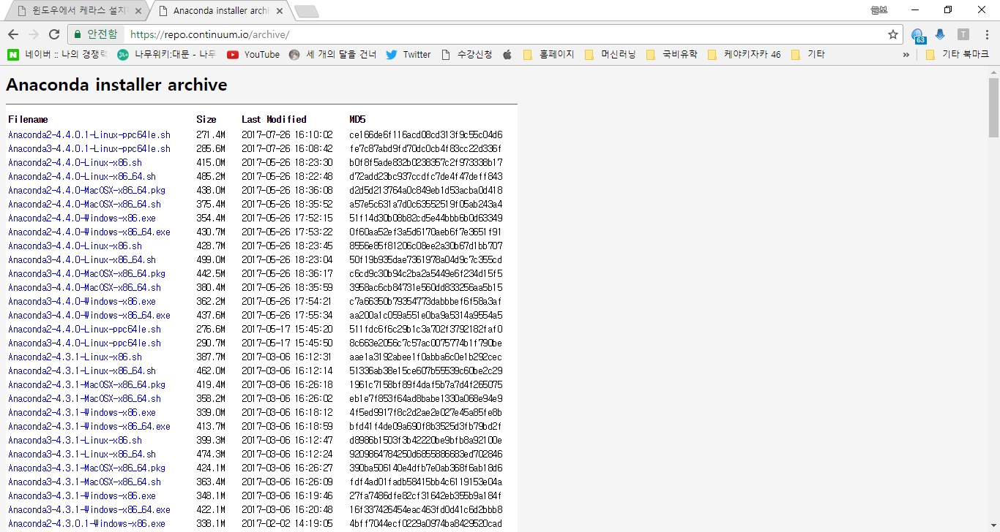 윈도우에서 케라스 설치
Anaconda installer archi
늘보
안전함 https://repo.continuum.io/archive/
63
T
네이버 :: 나의 경쟁력
나무위키:대문 - 나무
YouTube
세 개의 달을 건너
Twitter
수강신청
홈페이지
머신러닝
국비유학
케야키자카 46
기타
»
기타 북마크
Anaconda installer archive
Filename Size Last Modified MD5
Anaconda2-4.4.0.1-Linux-ppc64le.sh 271.4M 2017-07-26 16:10:02 ce166de6f116acd08cd313f9c55c04d6
Anaconda3-4.4.0.1-Linux-ppc64le.sh 285.6M 2017-07-26 16:08:42 fe7c87abd9fd70dc0cb4f83cc22d336f
Anaconda2-4.4.0-Linux-x86.sh 415.0M 2017-05-26 18:23:30 b0f8f5ade832b0238357c2f973338b17
Anaconda2-4.4.0-Linux-x86_64.sh 485.2M 2017-05-26 18:22:48 d72add23bc937ccdfc7de4f47deff843
Anaconda2-4.4.0-MacOSX-x86_64.pkg 438.0M 2017-05-26 18:36:08 d2d5d213764a0c849eb1d53acba0d418
Anaconda2-4.4.0-MacOSX-x86_64.sh 375.4M 2017-05-26 18:35:52 a57e5c631a7d0c63552519f05ab243a4
Anaconda2-4.4.0-Windows-x86.exe 354.4M 2017-05-26 17:52:15 51f14d30b08b82cd5e44bbb6b0d63349
Anaconda2-4.4.0-Windows-x86_64.exe 430.7M 2017-05-26 17:53:22 0f60aa52ef3a5d6170aeb6f7e3651f91
Anaconda3-4.4.0-Linux-x86.sh 428.7M 2017-05-26 18:23:45 8556e85f81206c08ee2a30b67d1bb707
Anaconda3-4.4.0-Linux-x86_64.sh 499.0M 2017-05-26 18:23:04 50f19b935dae7361978a04d9c7c355cd
Anaconda3-4.4.0-MacOSX-x86_64.pkg 442.5M 2017-05-26 18:36:17 c6cd9c30b94c2ba2a5449e6f234d15f5
Anaconda3-4.4.0-MacOSX-x86_64.sh 380.4M 2017-05-26 18:35:59 3958ac6cb84731e560dd833256aa5b15
Anaconda3-4.4.0-Windows-x86.exe 362.2M 2017-05-26 17:54:21 c7a66350b79354773dabbbef6f58a3af
Anaconda3-4.4.0-Windows-x86_64.exe 437.6M 2017-05-26 17:55:34 aa200a1c059a551e0ba9a5314a9554a5
Anaconda2-4.4.0-Linux-ppc64le.sh 276.6M 2017-05-17 15:45:20 511fdc6f6c29b1c3a702f3792182faf0
Anaconda3-4.4.0-Linux-ppc64le.sh 290.7M 2017-05-17 15:45:50 8c663e2056c7c57ac0075774b1f790be
Anaconda2-4.3.1-Linux-x86.sh 387.7M 2017-03-06 16:12:31 aae1a3192abee1f0abba6c0e1b292cec
Anaconda2-4.3.1-Linux-x86_64.sh 462.0M 2017-03-06 16:12:14 51336ab38e15ce607b55539c60be2c29
Anaconda2-4.3.1-MacOSX-x86_64.pkg 419.4M 2017-03-06 16:26:18 1961c7158bf89f4daf5b7a7d4f265075
Anaconda2-4.3.1-MacOSX-x86_64.sh 358.2M 2017-03-06 16:26:02 eb1e7f853f64ad8babe1330a068e94e9
Anaconda2-4.3.1-Windows-x86.exe 339.0M 2017-03-06 16:18:12 4f5ed9917f8c2d2ae2e027e45a85fe8b
Anaconda2-4.3.1-Windows-x86_64.exe 413.7M 2017-03-06 16:18:59 bfd41f4de09a690f8b3525d3fb79bd2f
Anaconda3-4.3.1-Linux-x86.sh 399.3M 2017-03-06 16:12:47 d8986b1503f3b42220be9bfb8a92100e
Anaconda3-4.3.1-Linux-x86_64.sh 474.3M 2017-03-06 16:12:24 9209864784250d6855886683ed702846
Anaconda3-4.3.1-MacOSX-x86_64.pkg 424.1M 2017-03-06 16:26:27 390ba506140e4dfb7e0ab368f6ab18d6
Anaconda3-4.3.1-MacOSX-x86_64.sh 363.4M 2017-03-06 16:26:09 fdf4ad01fadb58415bb4c6119153e04a
Anaconda3-4.3.1-Windows-x86.exe 348.1M 2017-03-06 16:19:46 27fa7486dfe82cf31642eb355b9a184f
Anaconda3-4.3.1-Windows-x86_64.exe 422.1M 2017-03-06 16:20:48 16f337426454eac463fd0d41c6d2bbb8
Anaconda2-4.3.0.1-Windows-x86.exe 338.1M 2017-02-02 14:19:05 4bff7044ecf0229a0974ba8429520cad